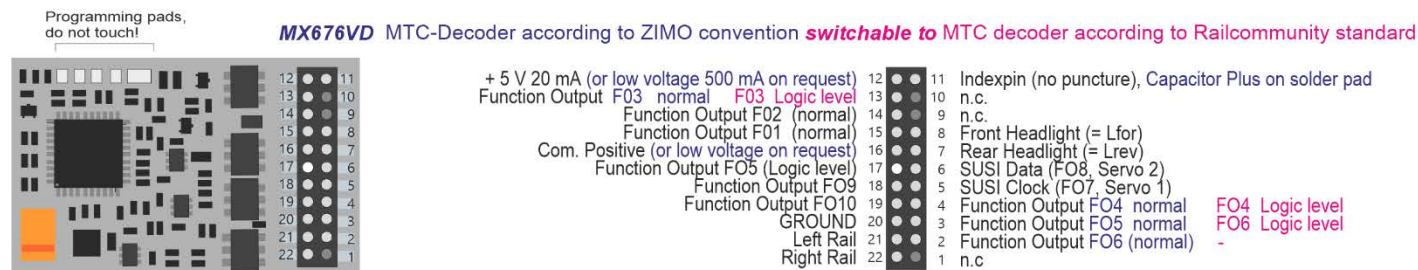 Programming pads,
do not touch!
MX676VD MTC-Decoder according to ZIMO convention switchable to MTC decoder according to Railcommunity standard
12 11
13 10
14 9
15 8
16 7
17 6
18 5
19 4
20 3
21 2
22 1
+ 5 V 20 mA (or low voltage 500 mA on request) 12 11 Indexpin (no puncture), Capacitor Plus on solder pad
Function Output F03 normal F03 Logic level 13 10 n.c.
Function Output F02 (normal) 14 9 n.c.
Function Output F01 (normal) 15 8 Front Headlight (= Lfor)
Com. Positive (or low voltage on request) 16 7 Rear Headlight (= Lrev)
Function Output FO5 (Logic level) 17 6 SUSI Data (FO8, Servo 2)
Function Output FO9 18 5 SUSI Clock (FO7, Servo 1)
Function Output FO10 19 4 Function Output FO4 normal FO4 Logic level
GROUND 20 3 Function Output FO5 normal FO6 Logic level
Left Rail 21 2 Function Output FO6 (normal) -
Right Rail 22 1 n.c